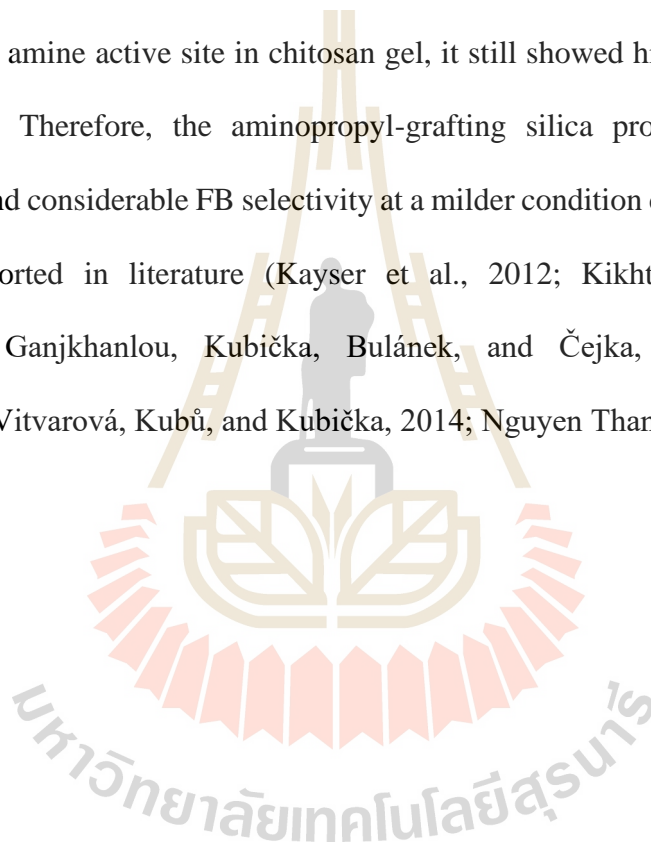 amine active site in chitosan gel, it still showed h
Therefore, the aminopropyl-grafting silica pro
nd considerable FB selectivity at a milder condition
orted in literature (Kayser et al., 2012; Kikht
Ganjkhanlou, Kubička, Bulánek, and Čejka,
Vitvarová, Kubů, and Kubička, 2014; Nguyen Than
มหาวิทยาลัยเทคโนโลยีสุรนารี